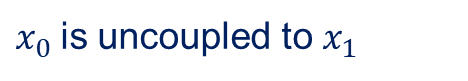 𝑥₀ is uncoupled to 𝑥₁